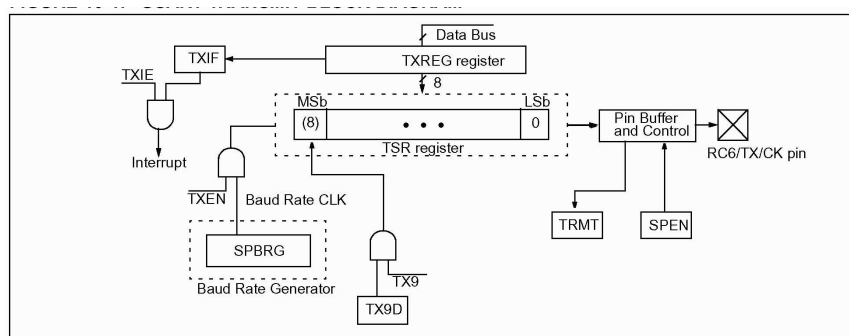 Data Bus
TXIF
TXREG register
TXIE
8
MSb
LSb
(8)
0
Pin Buffer
and Control
TSR register
Interrupt
RC6/TX/CK pin
TXEN
Baud Rate CLK
TRMT
SPEN
SPBRG
TX9
Baud Rate Generator
TX9D